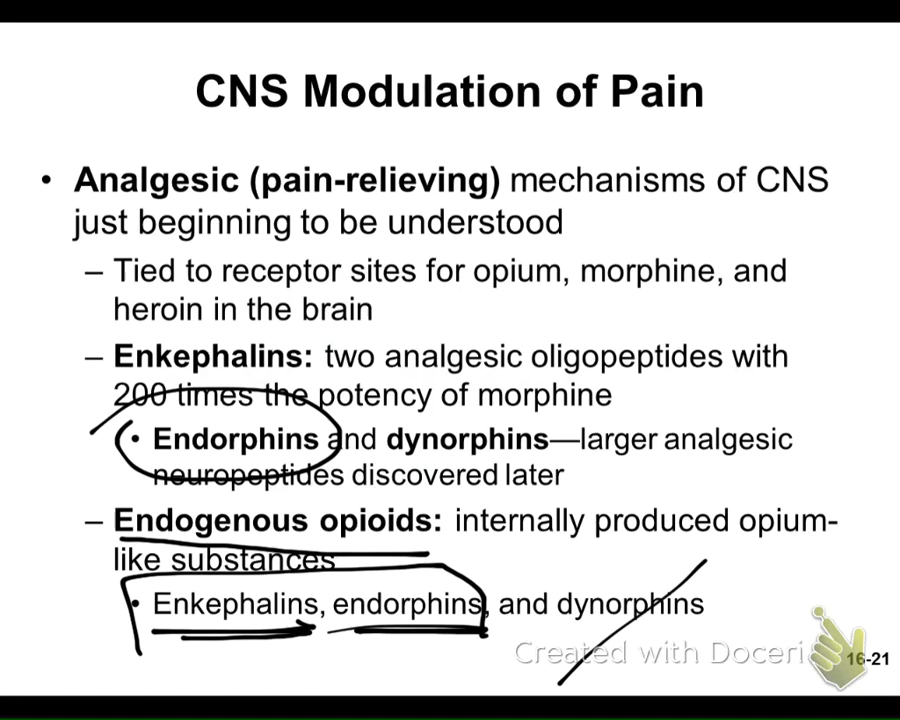 CNS Modulation of Pain
• Analgesic (pain-relieving) mechanisms of CNS
just beginning to be understood
– Tied to receptor sites for opium, morphine, and
heroin in the brain
– Enkephalins: two analgesic oligopeptides with
200 times the potency of morphine
• Endorphins and dynorphins—larger analgesic
neuropeptides discovered later
– Endogenous opioids: internally produced opium-
like substances
• Enkephalins, endorphins, and dynorphins
Created with Doceri
16-21